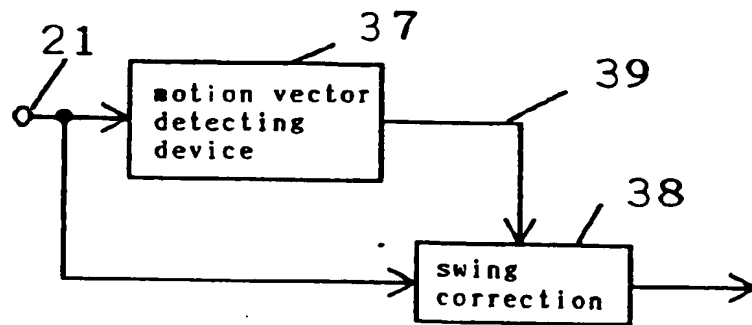 21
37
motion vector
detecting
device
39
38
swing
correction